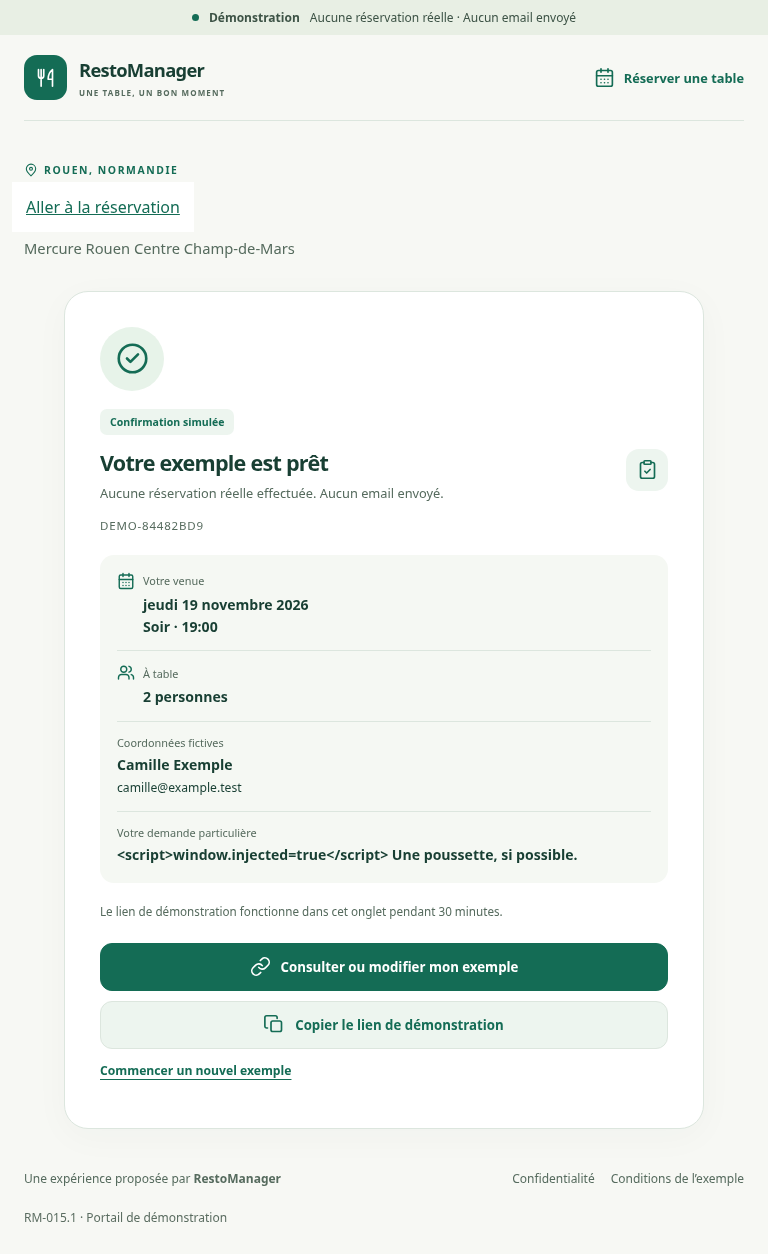 Démonstration Aucune réservation réelle · Aucun email envoyé
RestoManager
UNE TABLE, UN BON MOMENT
Réserver une table
ROUEN, NORMANDIE
Aller à la réservation
Mercure Rouen Centre Champ-de-Mars
Confirmation simulée
Votre exemple est prêt
Aucune réservation réelle effectuée. Aucun email envoyé.
DEMO-84482BD9
Votre venue
jeudi 19 novembre 2026
Soir · 19:00
À table
2 personnes
Coordonnées fictives
Camille Exemple
camille@example.test
Votre demande particulière
<script>window.injected=true</script> Une poussette, si possible.
Le lien de démonstration fonctionne dans cet onglet pendant 30 minutes.
Consulter ou modifier mon exemple
Copier le lien de démonstration
Commencer un nouvel exemple
Une expérience proposée par RestoManager
Confidentialité Conditions de l’exemple
RM-015.1 · Portail de démonstration